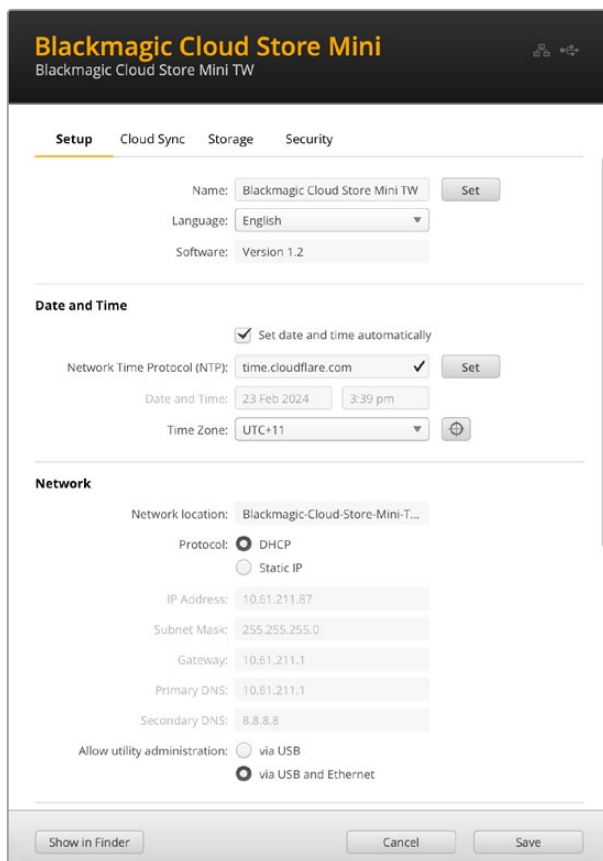 Blackmagic Cloud Store Mini
Blackmagic Cloud Store Mini TW
Setup Cloud Sync Storage Security
Name: Blackmagic Cloud Store Mini TW Set
Language: English
Software: Version 1.2
Date and Time
Set date and time automatically
Network Time Protocol (NTP): time.cloudflare.com Set
Date and Time: 23 Feb 2024 3:39 pm
Time Zone: UTC+11
Network
Network location: Blackmagic-Cloud-Store-Mini-T...
Protocol: DHCP
Static IP
IP Address: 10.61.211.87
Subnet Mask: 255.255.255.0
Gateway: 10.61.211.1
Primary DNS: 10.61.211.1
Secondary DNS: 8.8.8.8
Allow utility administration: via USB
via USB and Ethernet
Show in Finder Cancel Save